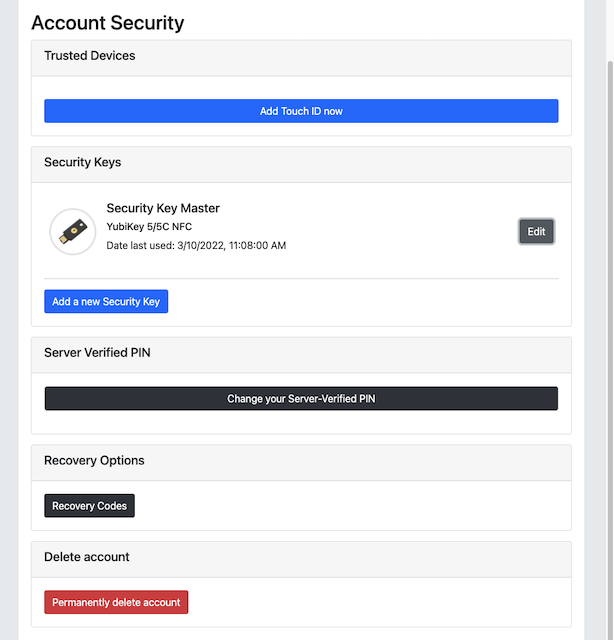 Account Security
Trusted Devices
Add Touch ID now
Security Keys
Security Key Master
YubiKey 5/5C NFC
Date last used: 3/10/2022, 11:08:00 AM
Edit
Add a new Security Key
Server Verified PIN
Change your Server-Verified PIN
Recovery Options
Recovery Codes
Delete account
Permanently delete account